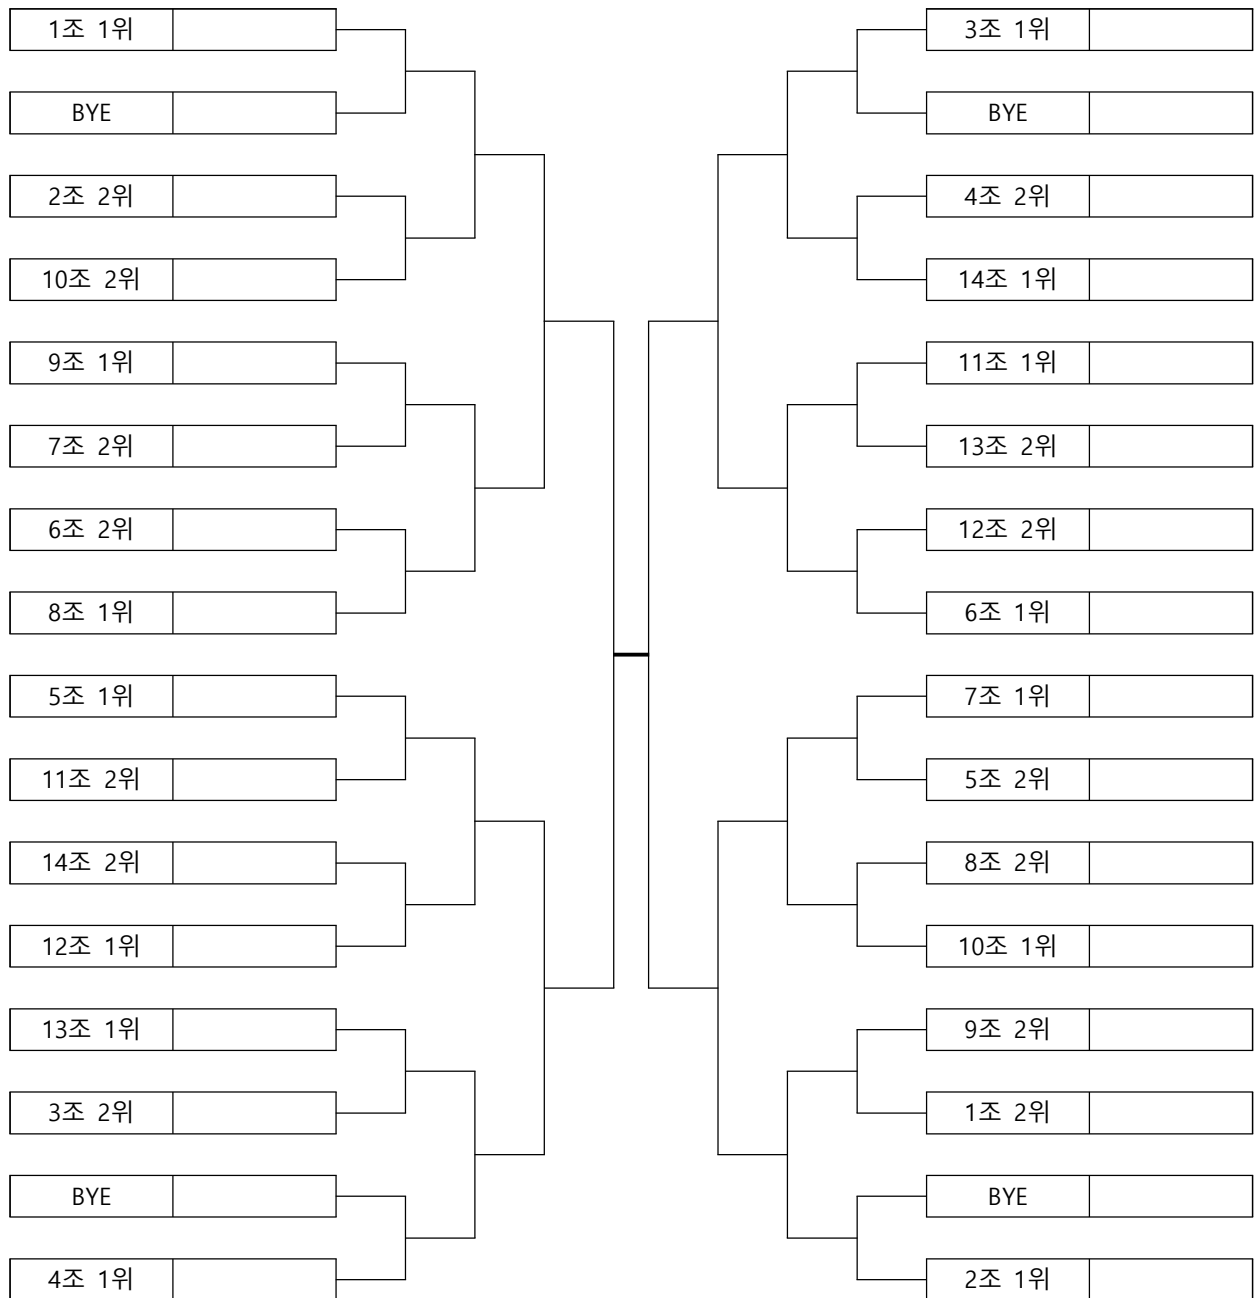 1조 1위
BYE
2조 2위
10조 2위
9조 1위
7조 2위
6조 2위
8조 1위
5조 1위
11조 2위
14조 2위
12조 1위
13조 1위
3조 2위
BYE
4조 1위
3조 1위
BYE
4조 2위
14조 1위
11조 1위
13조 2위
12조 2위
6조 1위
7조 1위
5조 2위
8조 2위
10조 1위
9조 2위
1조 2위
BYE
2조 1위